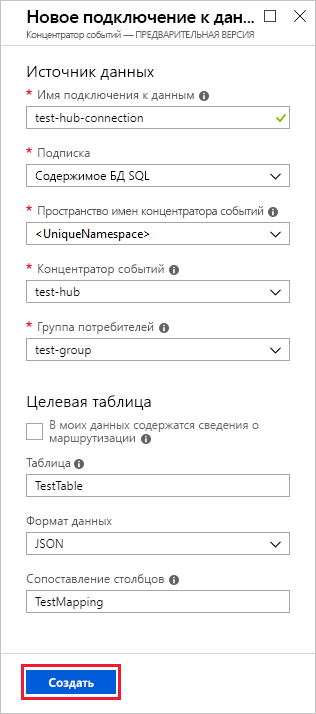 Новое подключение к дан...
Концентратор событий — ПРЕДВАРИТЕЛЬНАЯ ВЕРСИЯ
Источник данных
* Имя подключения к данным
test-hub-connection
* Подписка
Содержимое БД SQL
* Пространство имен концентратора событий
<UniqueNamespace>
* Концентратор событий
test-hub
* Группа потребителей
test-group
Целевая таблица
В моих данных содержатся сведения о
маршрутизации
Таблица
TestTable
Формат данных
JSON
Сопоставление столбцов
TestMapping
Создать